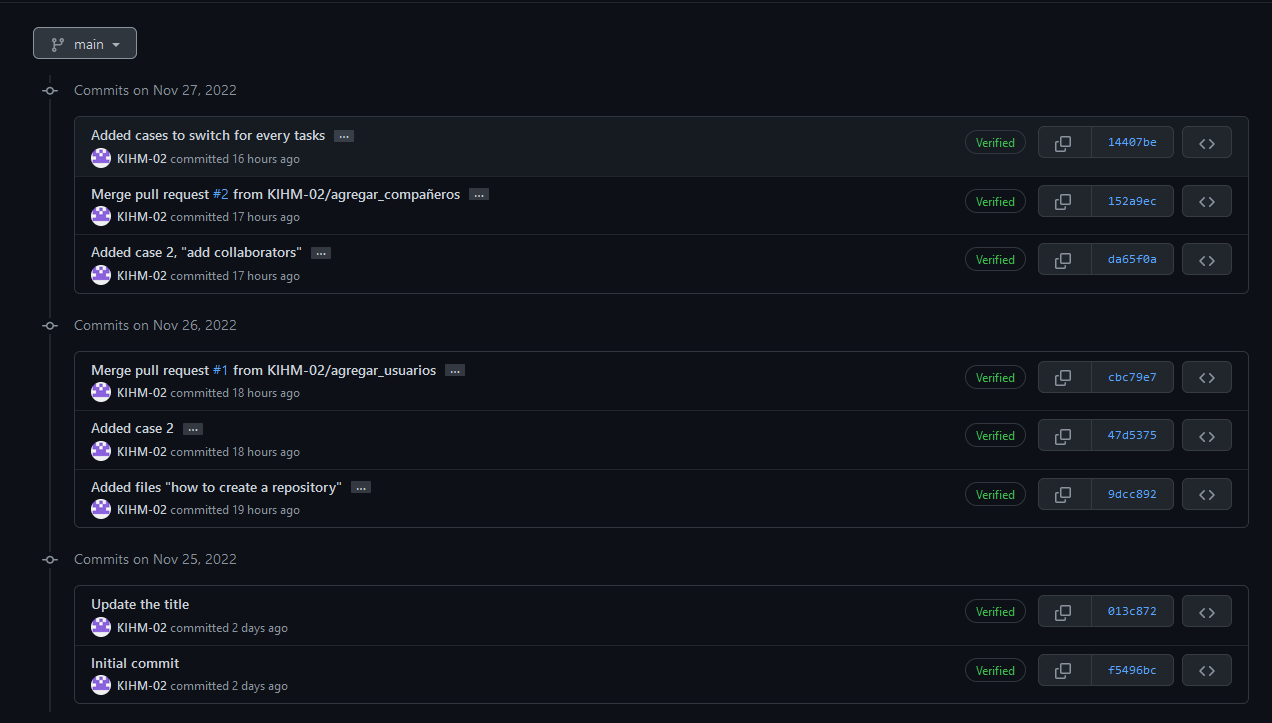 main
Commits on Nov 27, 2022
Added cases to switch for every tasks ...
Verified
14407be
KIHM-02 committed 16 hours ago
Merge pull request #2 from KIHM-02/agregar_compañeros ...
Verified
152a9ec
KIHM-02 committed 17 hours ago
Added case 2, "add collaborators" ...
Verified
da65f0a
KIHM-02 committed 17 hours ago
Commits on Nov 26, 2022
Merge pull request #1 from KIHM-02/agregar_usuarios ...
Verified
cbc79e7
KIHM-02 committed 18 hours ago
Added case 2 ...
Verified
47d5375
KIHM-02 committed 18 hours ago
Added files "how to create a repository" ...
Verified
9dcc892
KIHM-02 committed 19 hours ago
Commits on Nov 25, 2022
Update the title
Verified
013c872
KIHM-02 committed 2 days ago
Initial commit
Verified
f5496bc
KIHM-02 committed 2 days ago